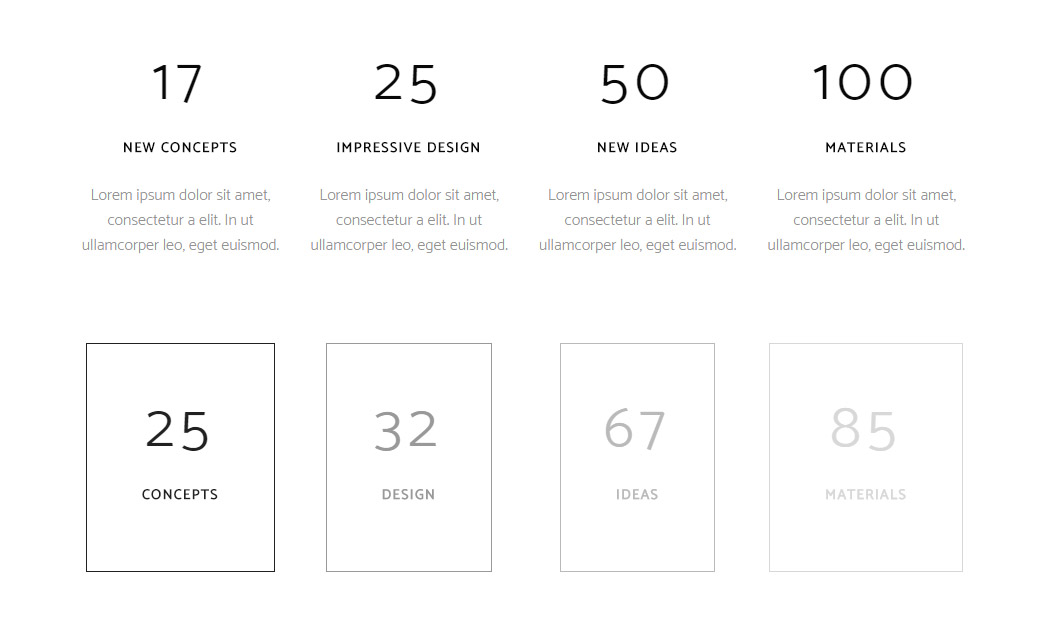 17
25
50
100
NEW CONCEPTS
IMPRESSIVE DESIGN
NEW IDEAS
MATERIALS
Lorem ipsum dolor sit amet,
consectetur a elit. In ut
ullamcorper leo, eget euismod.
Lorem ipsum dolor sit amet,
consectetur a elit. In ut
ullamcorper leo, eget euismod.
Lorem ipsum dolor sit amet,
consectetur a elit. In ut
ullamcorper leo, eget euismod.
Lorem ipsum dolor sit amet,
consectetur a elit. In ut
ullamcorper leo, eget euismod.
25
CONCEPTS
32
DESIGN
67
IDEAS
85
MATERIALS